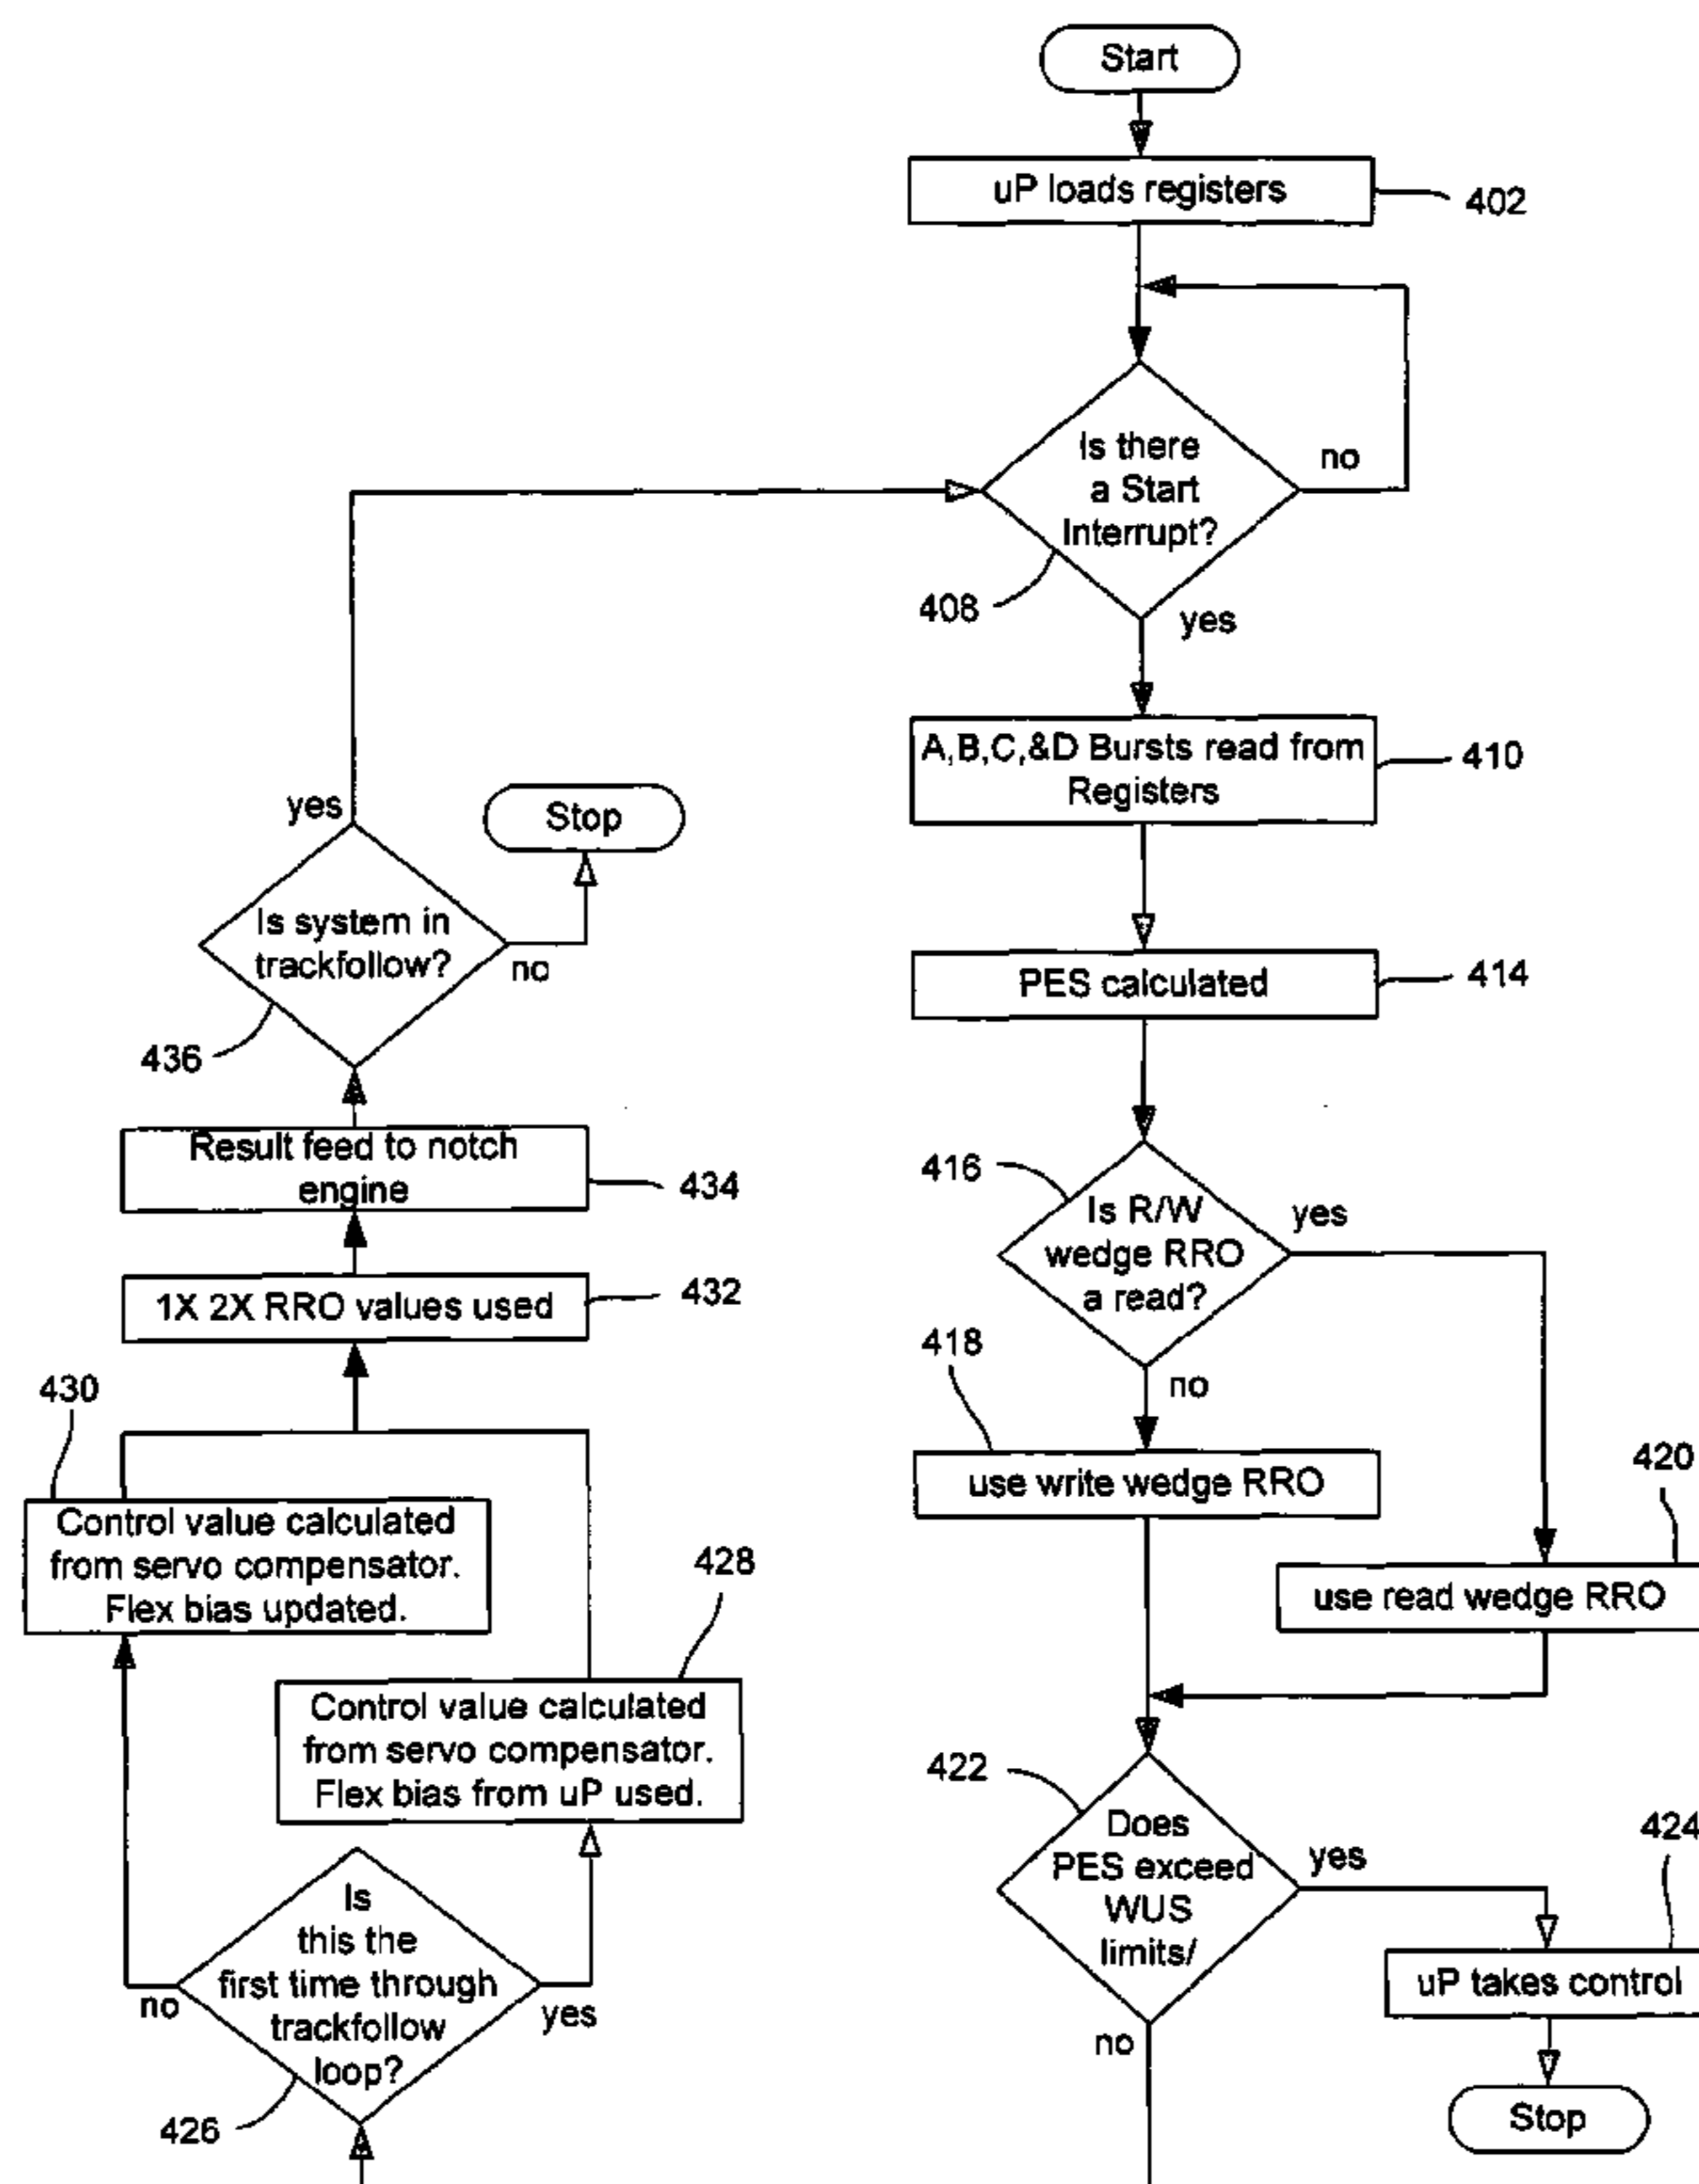 Start
uP loads registers
402
Is there
a Start
Interrupt?
no
408
yes
A,B,C,&D Bursts read from
Registers
410
PES calculated
414
416
Is R/W
wedge RRO
a read?
yes
no
418
use write wedge RRO
420
use read wedge RRO
422
Does
PES exceed
WUS
limits/
yes
no
424
uP takes control
Stop
426
Is
this the
first time through
trackfollow
loop?
no
yes
428
Control value calculated
from servo compensator.
Flex bias from uP used.
430
Control value calculated
from servo compensator.
Flex bias updated.
1X 2X RRO values used
432
Result feed to notch
engine
434
436
Is system in
trackfollow?
yes
no
Stop